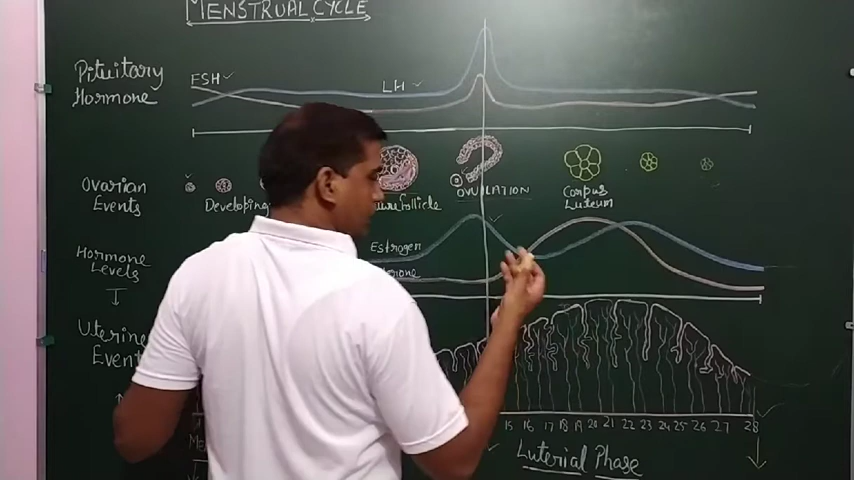 MENSTRUAL CYCLE
Pituitary
Hormone
FSH
LH
Ovarian
Events
Developing
OVULATION
Corpus
Luteum
Hormone
Levels
Estrogen
Uterine
15 16 17 18 19 20 21 22 23 24 25 26 27 28
Luterial Phase